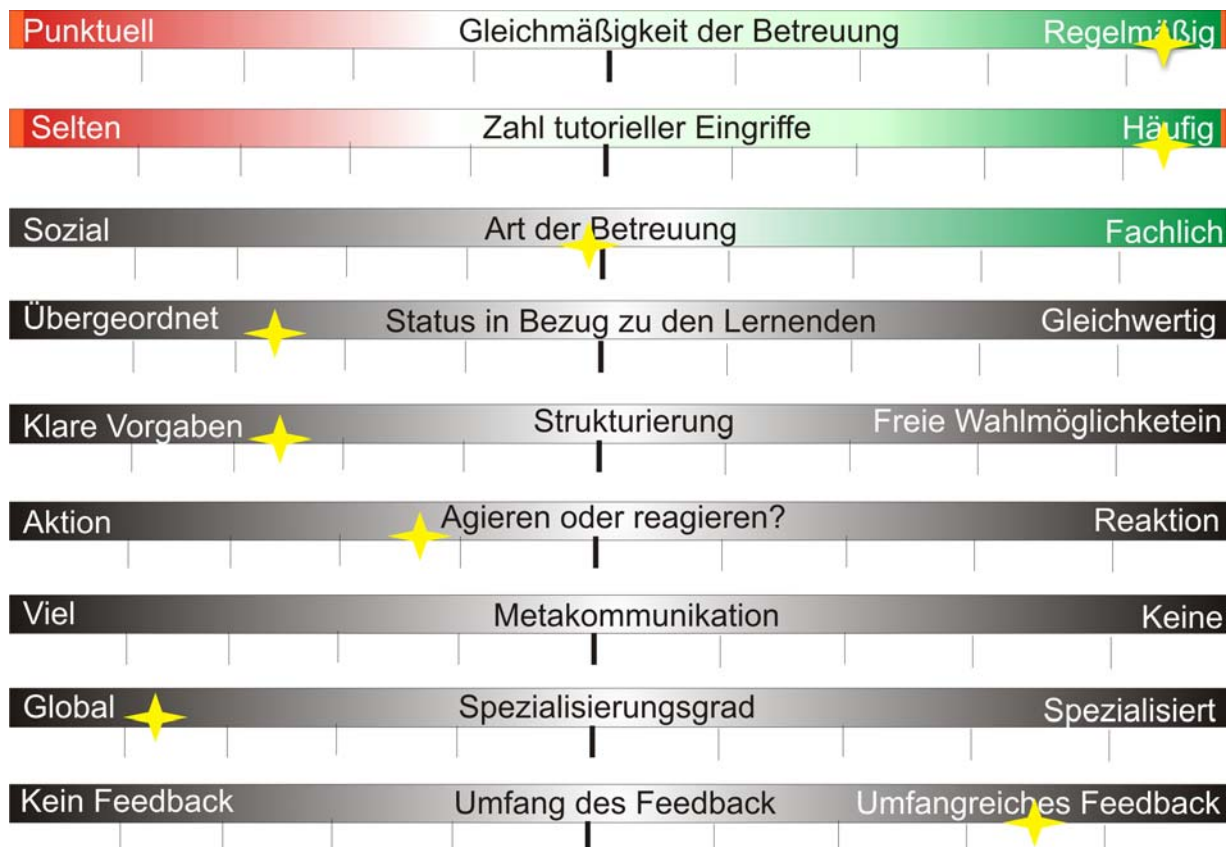 Punktuell Gleichmäßigkeit der Betreuung Regelmäßig
Selten Zahl tutorieller Eingriffe Häufig
Sozial Art der Betreuung Fachlich
Übergeordnet Status in Bezug zu den Lernenden Gleichwertig
Klare Vorgaben Strukturierung Freie Wahlmöglichketein
Aktion Agieren oder reagieren? Reaktion
Viel Metakommunikation Keine
Global Spezialisierungsgrad Spezialisiert
Kein Feedback Umfang des Feedback Umfangreiches Feedback